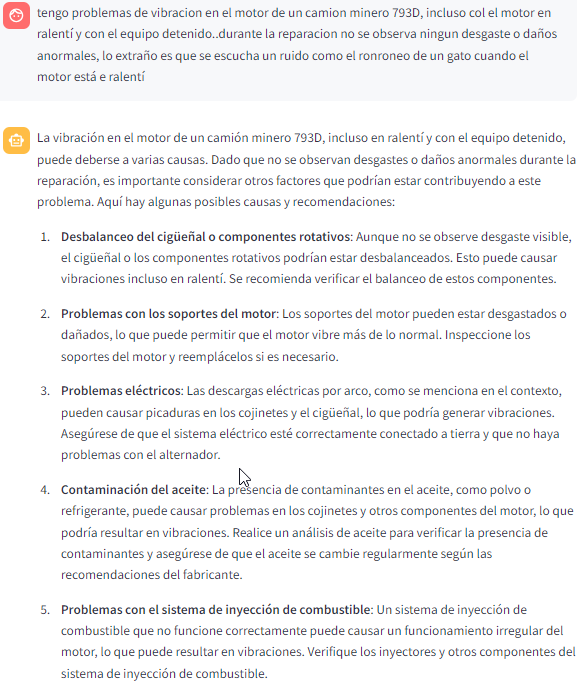 tengo problemas de vibracion en el motor de un camion minero 793D, incluso col el motor en
ralentí y con el equipo detenido..durante la reparacion no se observa ningun desgaste o daños
anormales, lo extraño es que se escucha un ruido como el ronroneo de un gato cuando el
motor está e ralentí
La vibración en el motor de un camión minero 793D, incluso en ralentí y con el equipo detenido,
puede deberse a varias causas. Dado que no se observan desgastes o daños anormales durante la
reparación, es importante considerar otros factores que podrían estar contribuyendo a este
problema. Aquí hay algunas posibles causas y recomendaciones:
1. Desbalanceo del cigüeñal o componentes rotativos: Aunque no se observe desgaste visible,
el cigüeñal o los componentes rotativos podrían estar desbalanceados. Esto puede causar
vibraciones incluso en ralentí. Se recomienda verificar el balanceo de estos componentes.
2. Problemas con los soportes del motor: Los soportes del motor pueden estar desgastados o
dañados, lo que puede permitir que el motor vibre más de lo normal. Inspeccione los
soportes del motor y reemplácelos si es necesario.
3. Problemas eléctricos: Las descargas eléctricas por arco, como se menciona en el contexto,
pueden causar picaduras en los cojinetes y el cigüeñal, lo que podría generar vibraciones.
Asegúrese de que el sistema eléctrico esté correctamente conectado a tierra y que no haya
problemas con el alternador.
4. Contaminación del aceite: La presencia de contaminantes en el aceite, como polvo o
refrigerante, puede causar problemas en los cojinetes y otros componentes del motor, lo que
podría resultar en vibraciones. Realice un análisis de aceite para verificar la presencia de
contaminantes y asegúrese de que el aceite se cambie regularmente según las
recomendaciones del fabricante.
5. Problemas con el sistema de inyección de combustible: Un sistema de inyección de
combustible que no funcione correctamente puede causar un funcionamiento irregular del
motor, lo que puede resultar en vibraciones. Verifique los inyectores y otros componentes del
sistema de inyección de combustible.